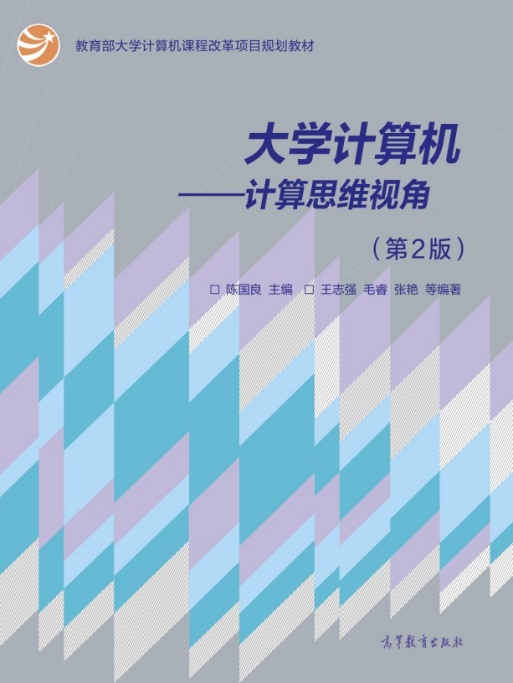 教育部大学计算机课程改革项目规划教材
大学计算机
——计算思维视角
（第2版）
□ 陈国良 主编 □ 王志强 毛睿 张艳 等编著
高等教育出版社